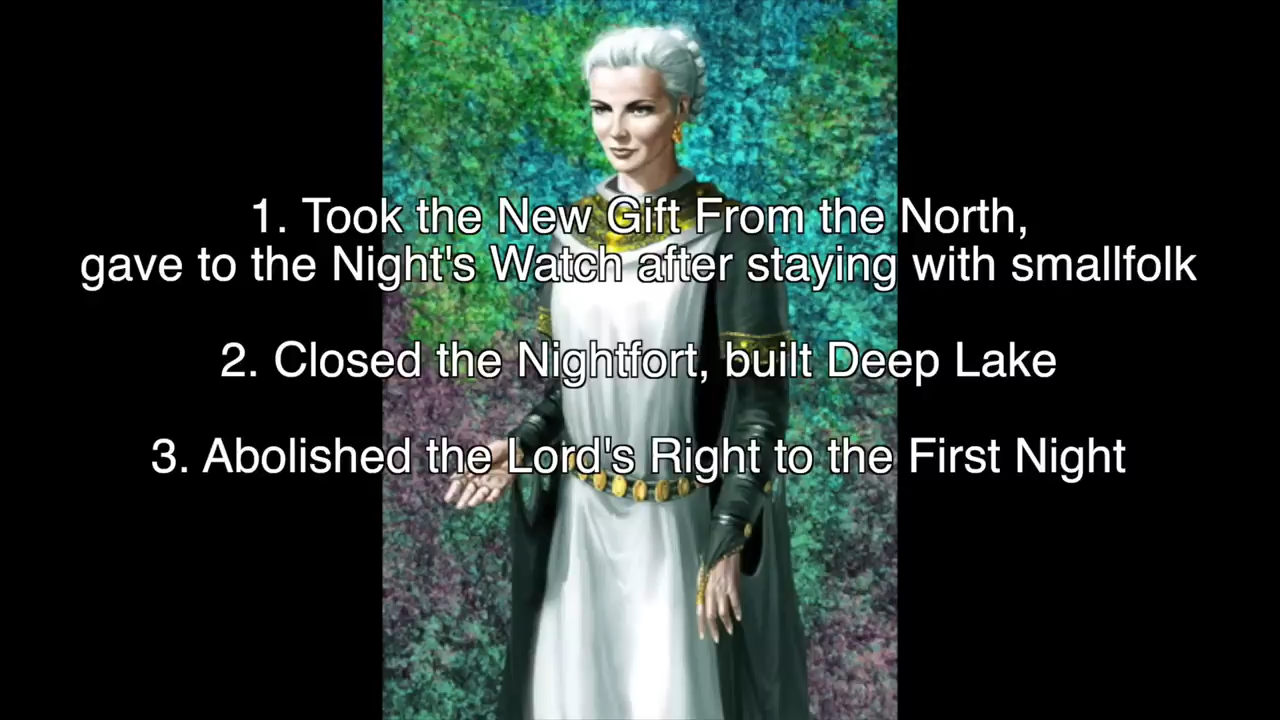 1. Took the New Gift From the North,
gave to the Night's Watch after staying with smallfolk
2. Closed the Nightfort, built Deep Lake
3. Abolished the Lord's Right to the First Night